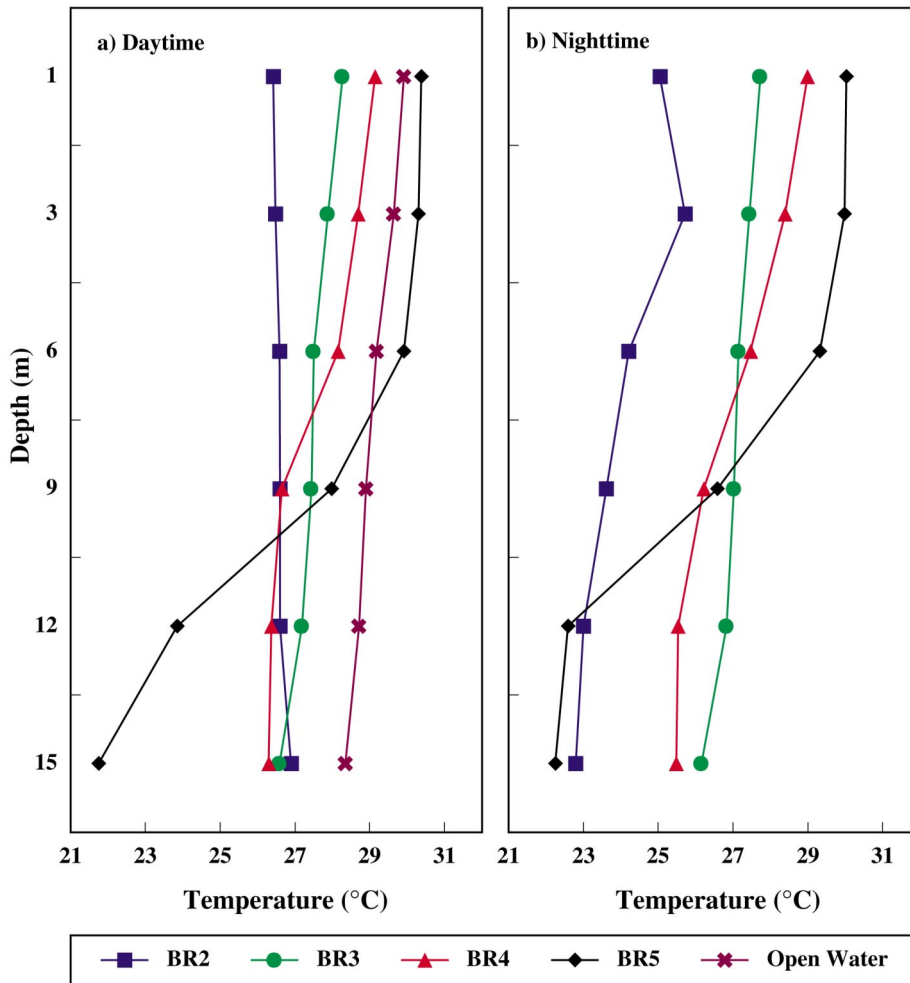 a) Daytime
b) Nighttime
1
3
6
9
12
15
Depth (m)
21 23 25 27 29 31
21 23 25 27 29 31
Temperature (°C)
Temperature (°C)
BR2 BR3 BR4 BR5 Open Water